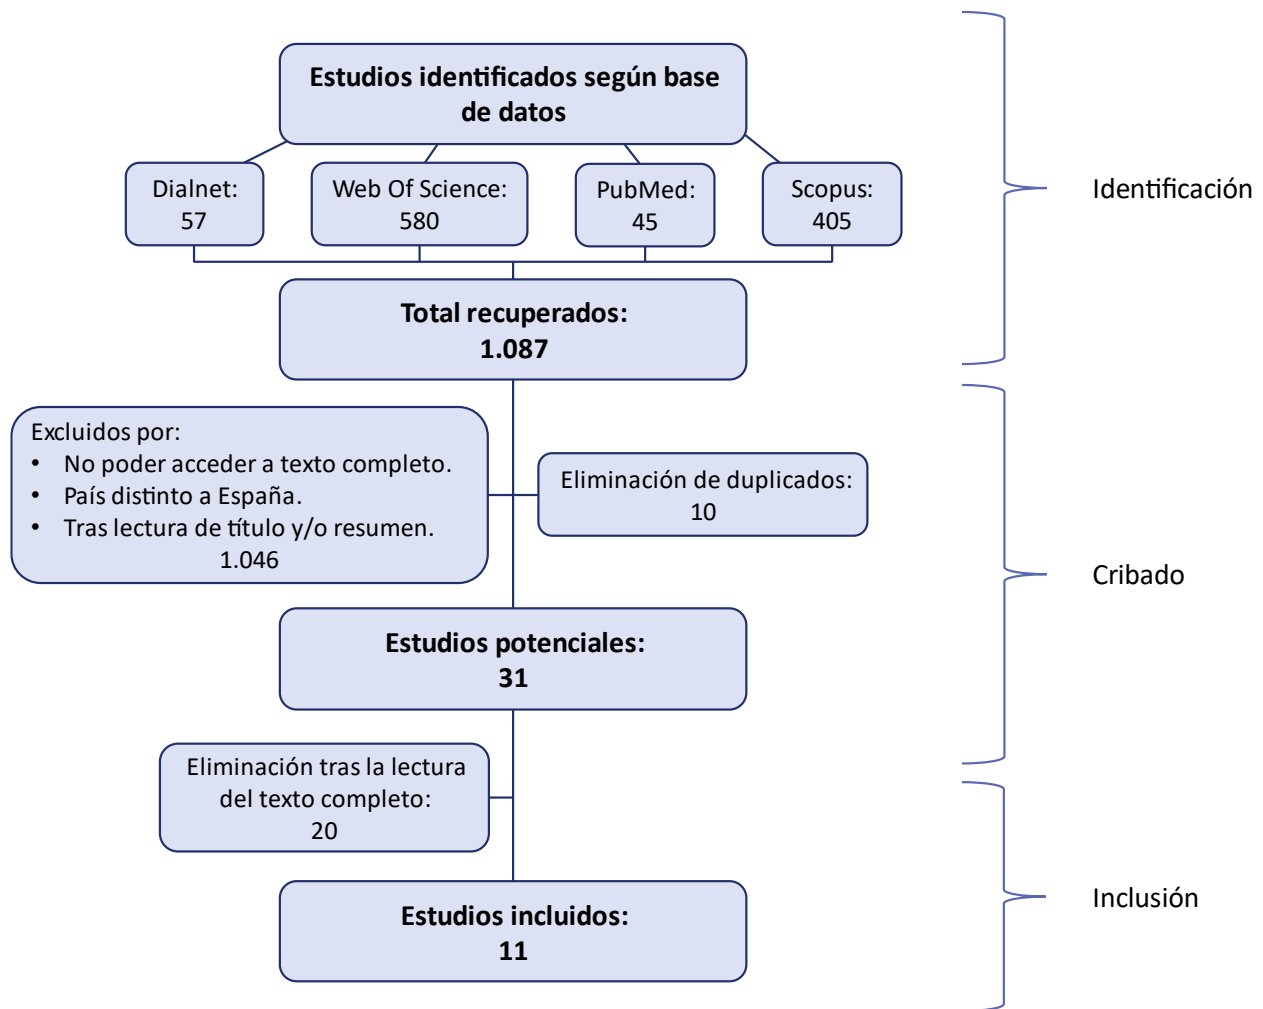 Estudios identificados según base
de datos
Dialnet:
57
Web Of Science:
580
PubMed:
45
Scopus:
405
Identificación
Total recuperados:
1.087
Excluidos por:
• No poder acceder a texto completo.
• País distinto a España.
• Tras lectura de título y/o resumen.
1.046
Eliminación de duplicados:
10
Cribado
Estudios potenciales:
31
Eliminación tras la lectura
del texto completo:
20
Inclusión
Estudios incluidos:
11